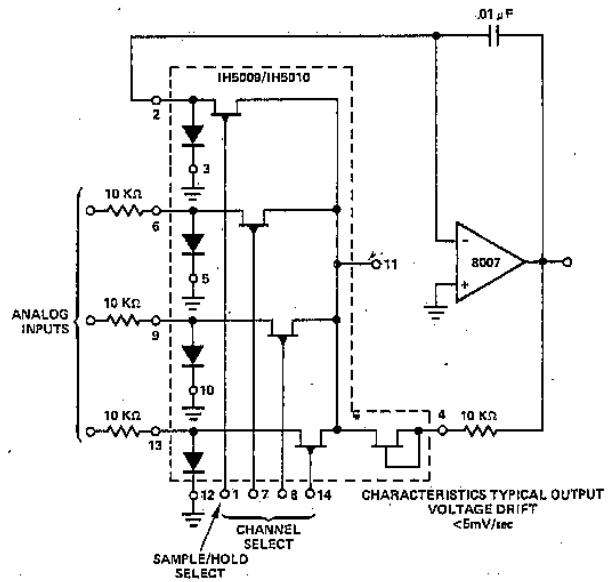 .01 µF
IH5009/IH5010
2
3
10 KΩ
6
5
11
8007
-
+
ANALOG
INPUTS
10 KΩ
9
10
10 KΩ
13
4
10 KΩ
12
1
7
8
14
CHANNEL
SELECT
SAMPLE/HOLD
SELECT
CHARACTERISTICS TYPICAL OUTPUT
VOLTAGE DRIFT
<5mV/sec